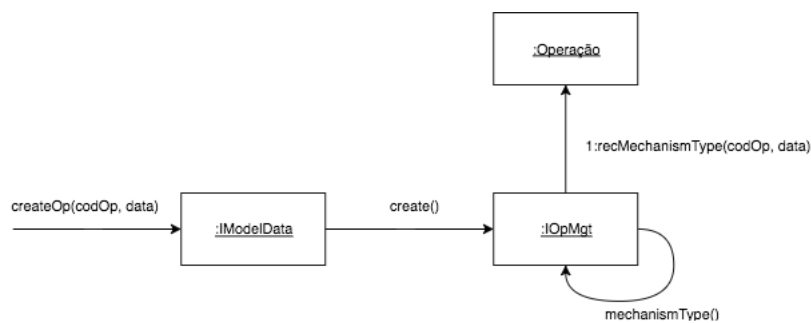 :Operação
1:recMechanismType(codOp, data)
createOp(codOp, data)
create()
:IModelData
:IOpMgt
mechanismType()